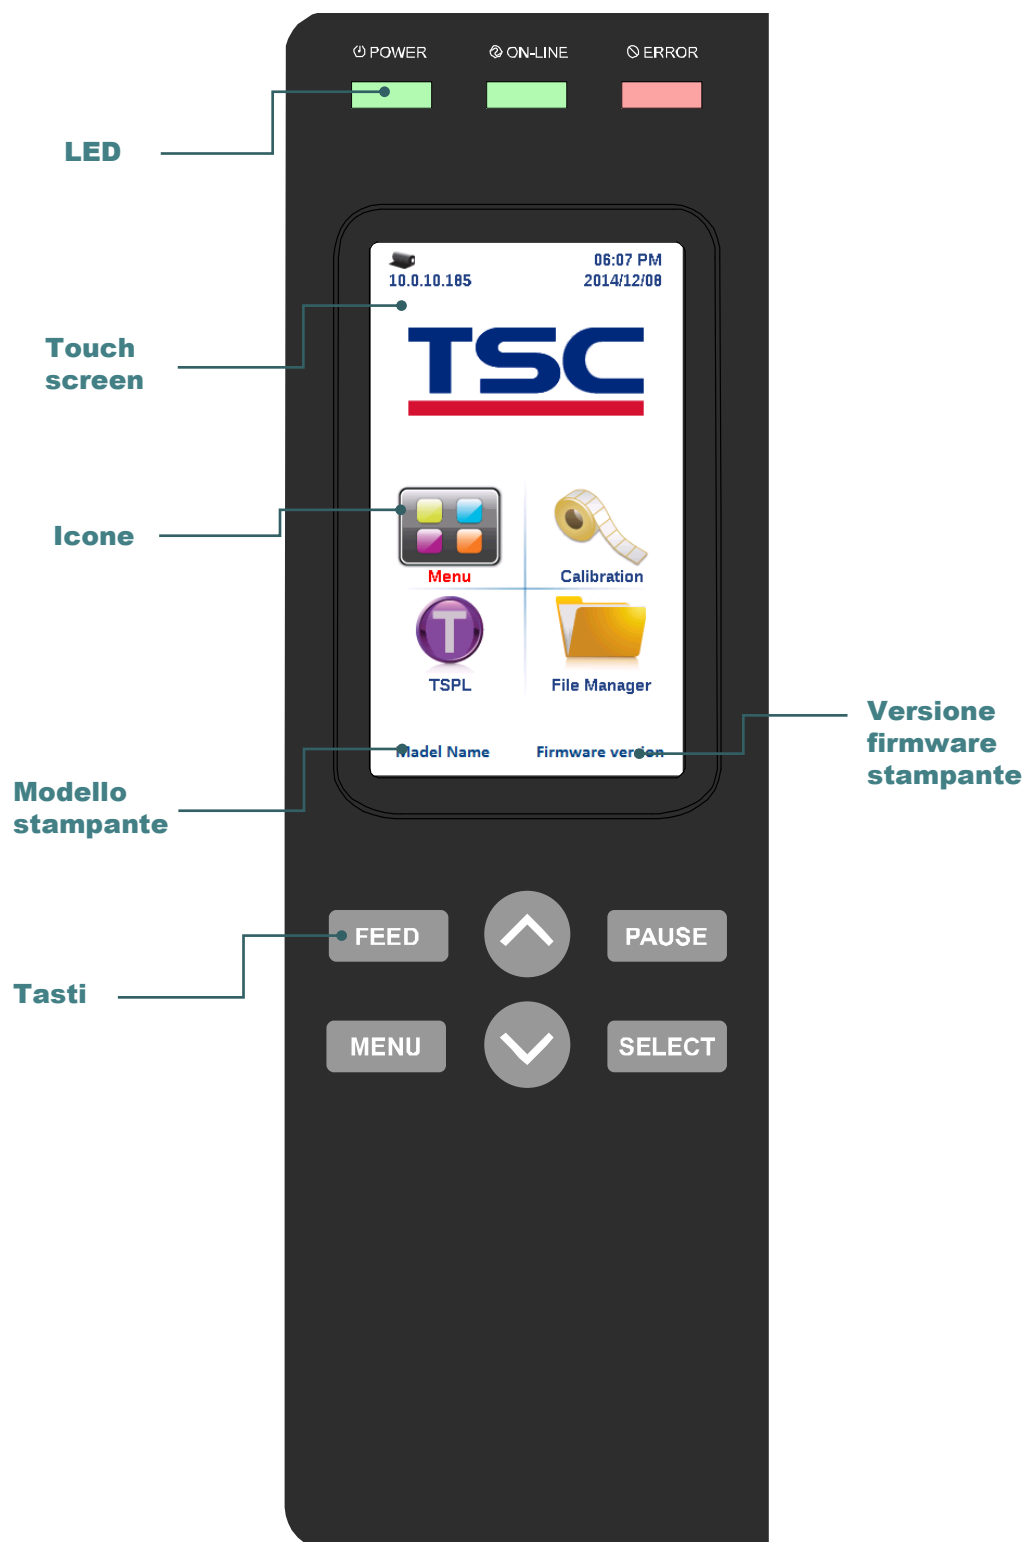 POWER
ON-LINE
ERROR
LED
06:07 PM
10.0.10.185
2014/12/08
TSC
Touch
screen
Icone
Menu
Calibration
TSPL
File Manager
Versione
firmware
stampante
Madel Name
Firmware version
Modello
stampante
FEED
PAUSE
Tasti
MENU
SELECT